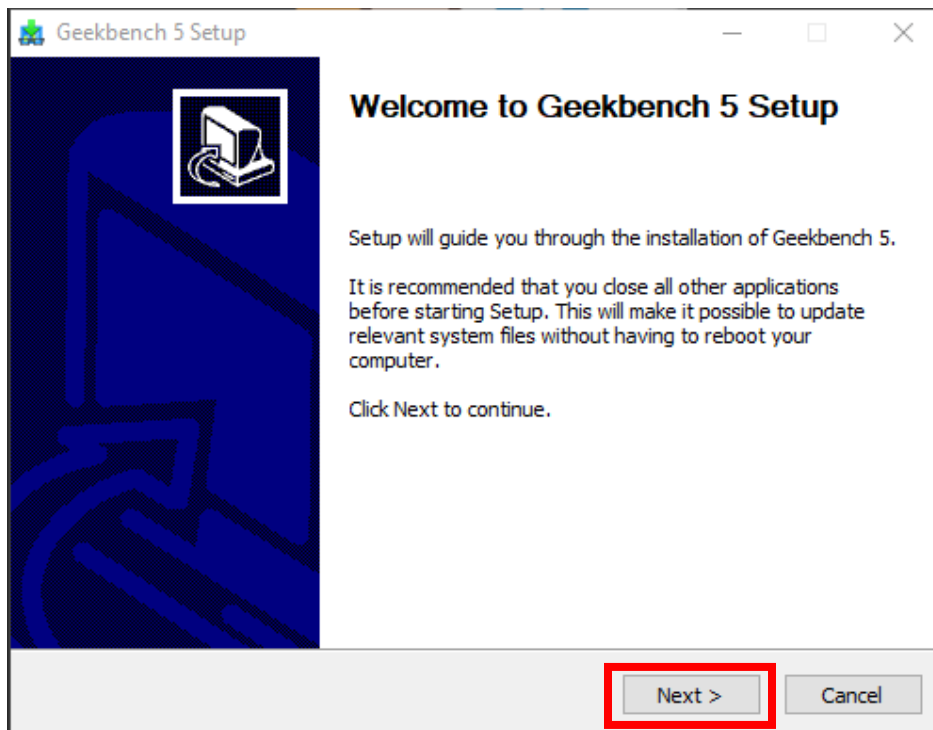 Geekbench 5 Setup
Welcome to Geekbench 5 Setup
Setup will guide you through the installation of Geekbench 5.
It is recommended that you close all other applications
before starting Setup. This will make it possible to update
relevant system files without having to reboot your
computer.
Click Next to continue.
Next >
Cancel